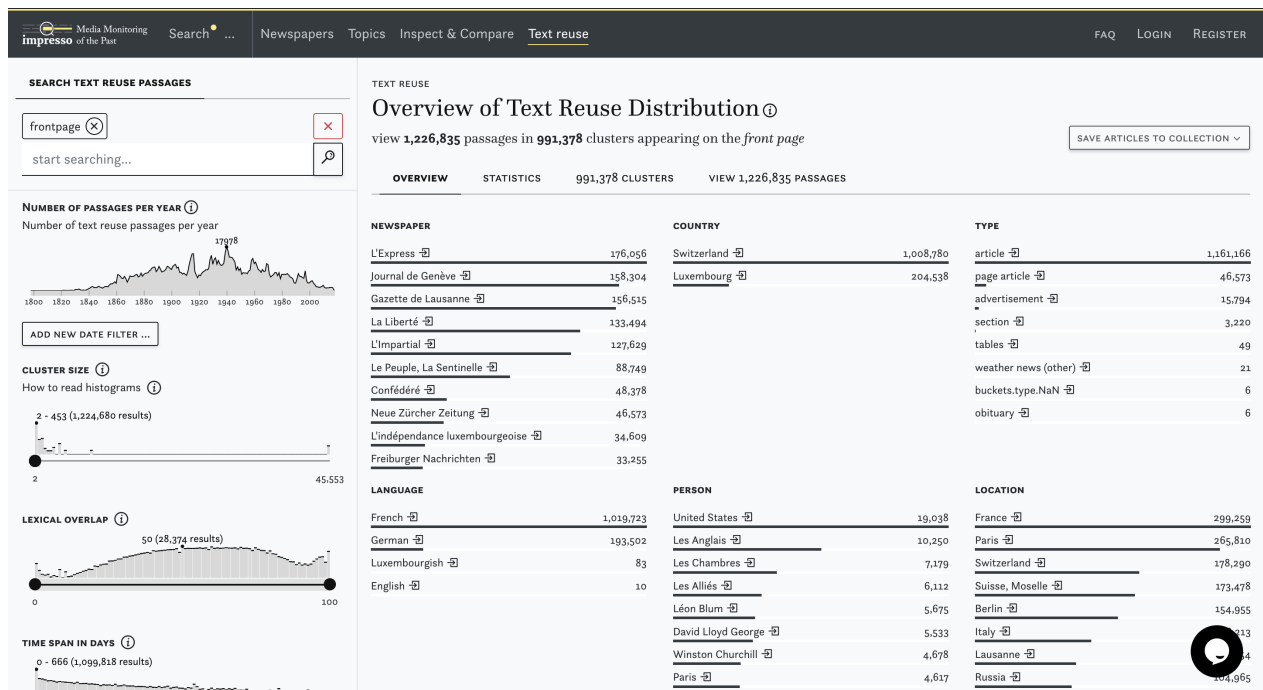 impresso Media Monitoring of the Past
Search ... Newspapers Topics Inspect & Compare Text reuse FAQ LOGIN REGISTER
SEARCH TEXT REUSE PASSAGES
frontpage
start searching...
NUMBER OF PASSAGES PER YEAR
Number of text reuse passages per year
17978
1800 1820 1840 1860 1880 1900 1920 1940 1960 1980 2000
ADD NEW DATE FILTER ...
CLUSTER SIZE
How to read histograms
2 - 453 (1,224,680 results)
2 45,553
LEXICAL OVERLAP
50 (28,374 results)
0 100
TIME SPAN IN DAYS
0 - 666 (1,099,818 results)
TEXT REUSE
Overview of Text Reuse Distribution
view 1,226,835 passages in 991,378 clusters appearing on the front page
SAVE ARTICLES TO COLLECTION
OVERVIEW STATISTICS 991,378 CLUSTERS VIEW 1,226,835 PASSAGES
NEWSPAPER
L'Express 176,056
Journal de Genève 158,304
Gazette de Lausanne 156,515
La Liberté 133,494
L'Impartial 127,629
Le Peuple, La Sentinelle 88,749
Confédéré 48,378
Neue Zürcher Zeitung 46,573
L'indépendance luxembourgeoise 34,609
Freiburger Nachrichten 33,255
COUNTRY
Switzerland 1,008,780
Luxembourg 204,538
TYPE
article 1,161,166
page article 46,573
advertisement 15,794
section 3,220
tables 49
weather news (other) 21
buckets.type.NaN 6
obituary 6
LANGUAGE
French 1,019,723
German 193,502
Luxembourgish 83
English 10
PERSON
United States 19,038
Les Anglais 10,250
Les Chambres 7,179
Les Alliés 6,112
Léon Blum 5,675
David Lloyd George 5,533
Winston Churchill 4,678
Paris 4,617
LOCATION
France 299,259
Paris 265,810
Switzerland 178,290
Suisse, Moselle 173,478
Berlin 154,955
Italy
Lausanne
Russia